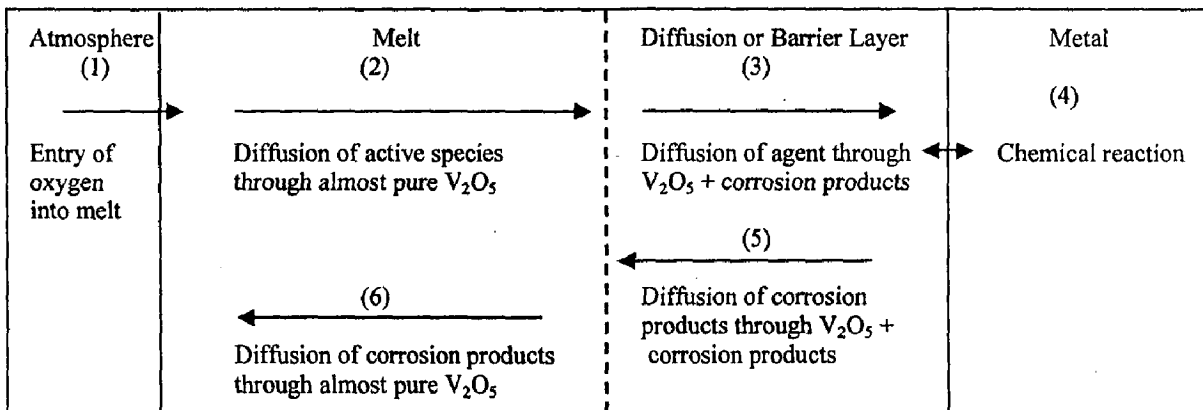 Atmosphere
(1)
Melt
(2)
Diffusion or Barrier Layer
(3)
Metal
(4)
Entry of
oxygen
into melt
Diffusion of active species
through almost pure V₂O₅
Diffusion of agent through
V₂O₅ + corrosion products
Chemical reaction
(5)
Diffusion of corrosion
products through V₂O₅ +
corrosion products
(6)
Diffusion of corrosion products
through almost pure V₂O₅